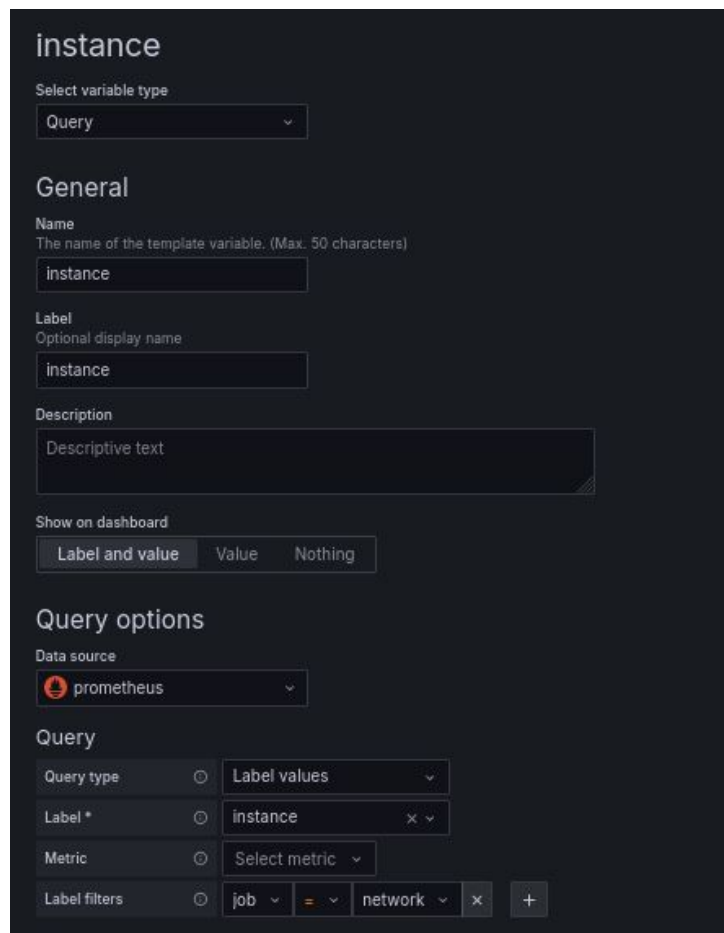 instance
Select variable type
Query
General
Name
The name of the template variable. (Max. 50 characters)
instance
Label
Optional display name
instance
Description
Descriptive text
Show on dashboard
Label and value Value Nothing
Query options
Data source
prometheus
Query
Query type Label values
Label * instance
Metric Select metric
Label filters job = network